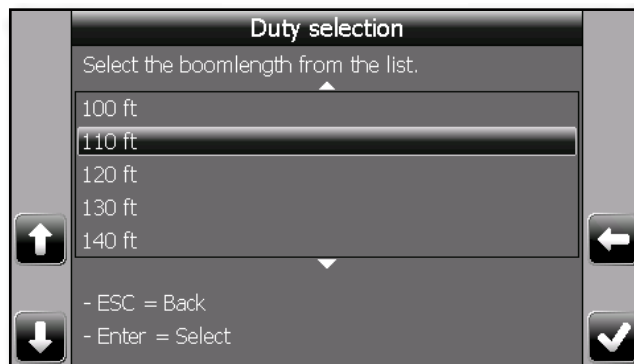 Duty selection
Select the boomlength from the list.
100 ft
110 ft
120 ft
130 ft
140 ft
- ESC = Back
- Enter = Select